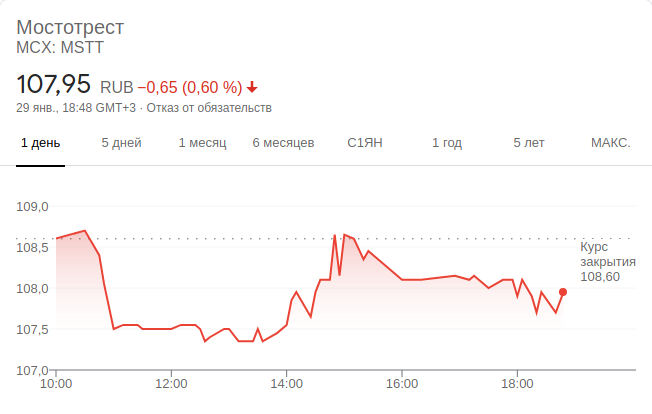 Мостотрест
MCX: MSTT
107,95 RUB −0,65 (0,60 %)
29 янв., 18:48 GMT+3 · Отказ от обязательств
1 день 5 дней 1 месяц 6 месяцев С1ЯН 1 год 5 лет МАКС.
109,0
108,5
108,0
107,5
107,0
Курс
закрытия
108,60
10:00 12:00 14:00 16:00 18:00